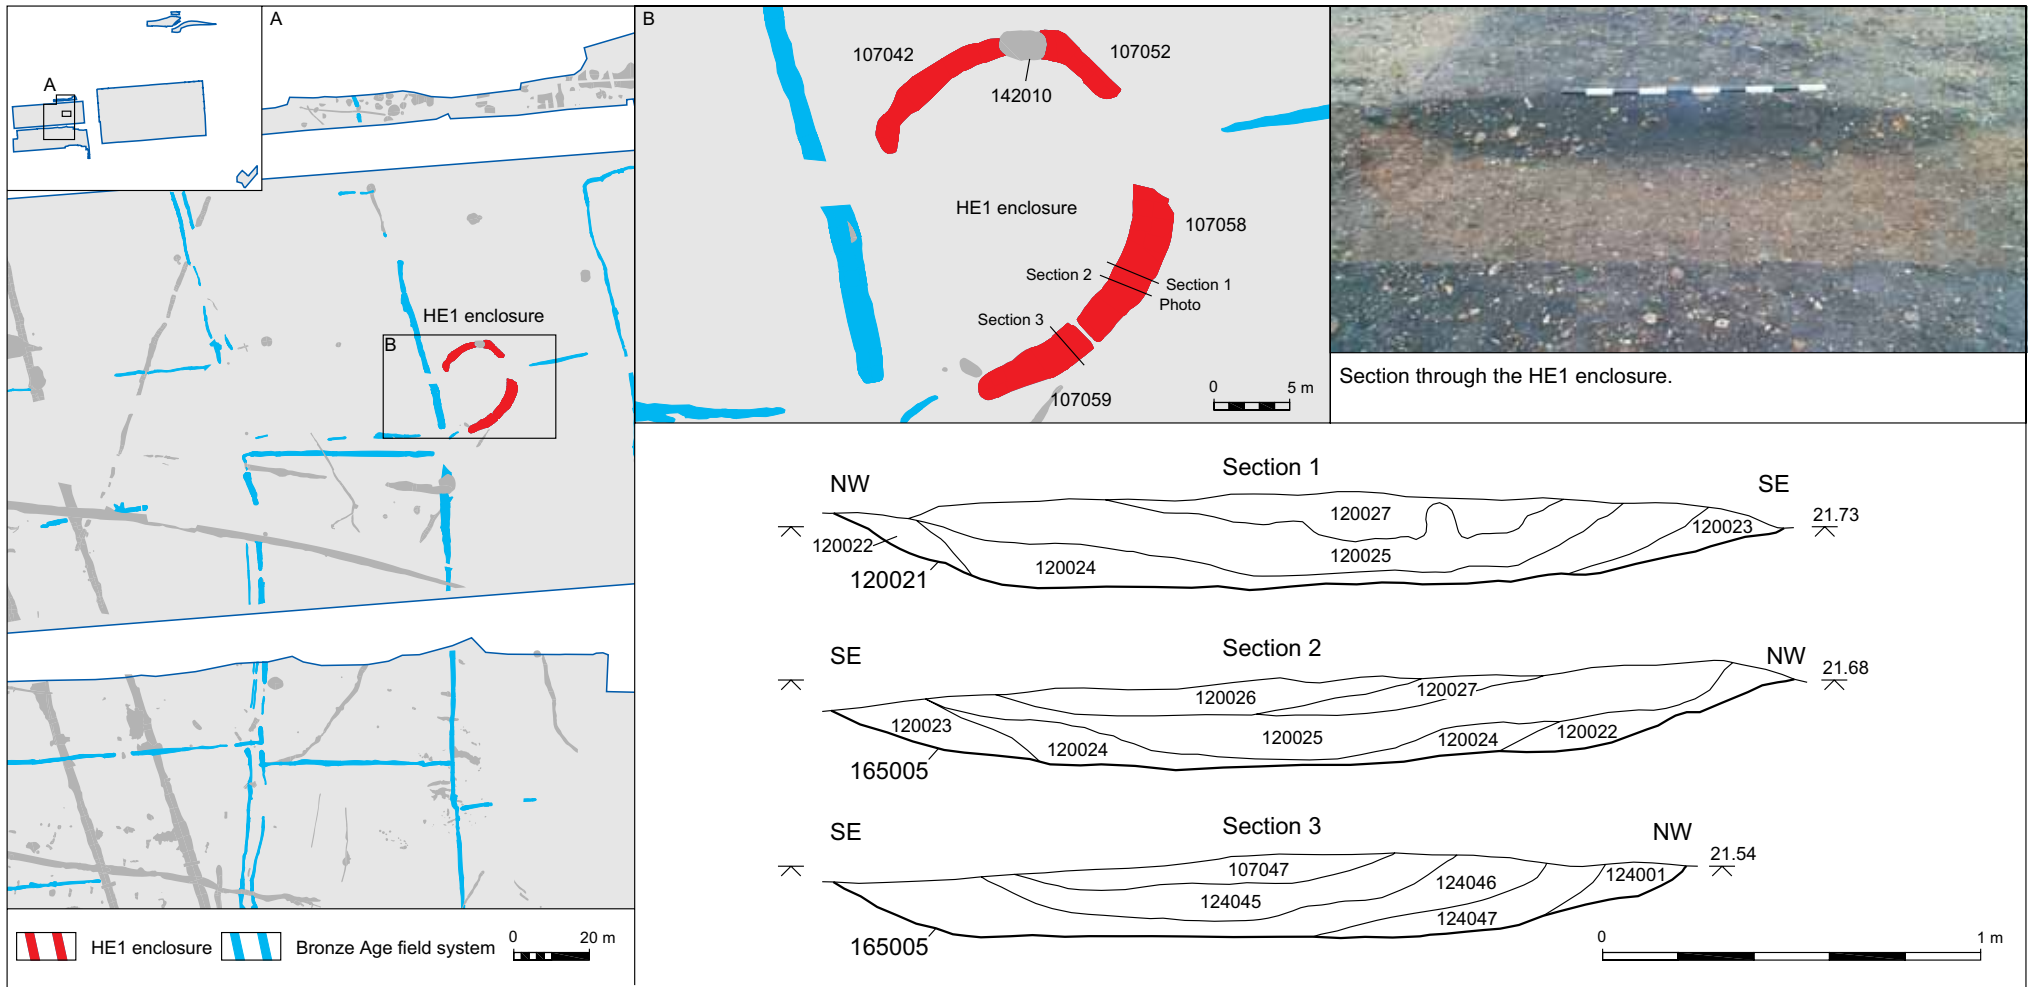 A
A
HE1 enclosure
B
HE1 enclosure
Bronze Age field system
0
20 m
B
107042
107052
142010
HE1 enclosure
107058
Section 2
Section 1
Photo
Section 3
107059
0
5 m
Section through the HE1 enclosure.
Section 1
NW
SE
120027
120023
21.73
120022
120025
120024
120021
Section 2
SE
NW
21.68
120026
120027
120023
120024
120025
120024
120022
165005
Section 3
SE
NW
21.54
107047
124046
124001
124045
124047
165005
0
1 m